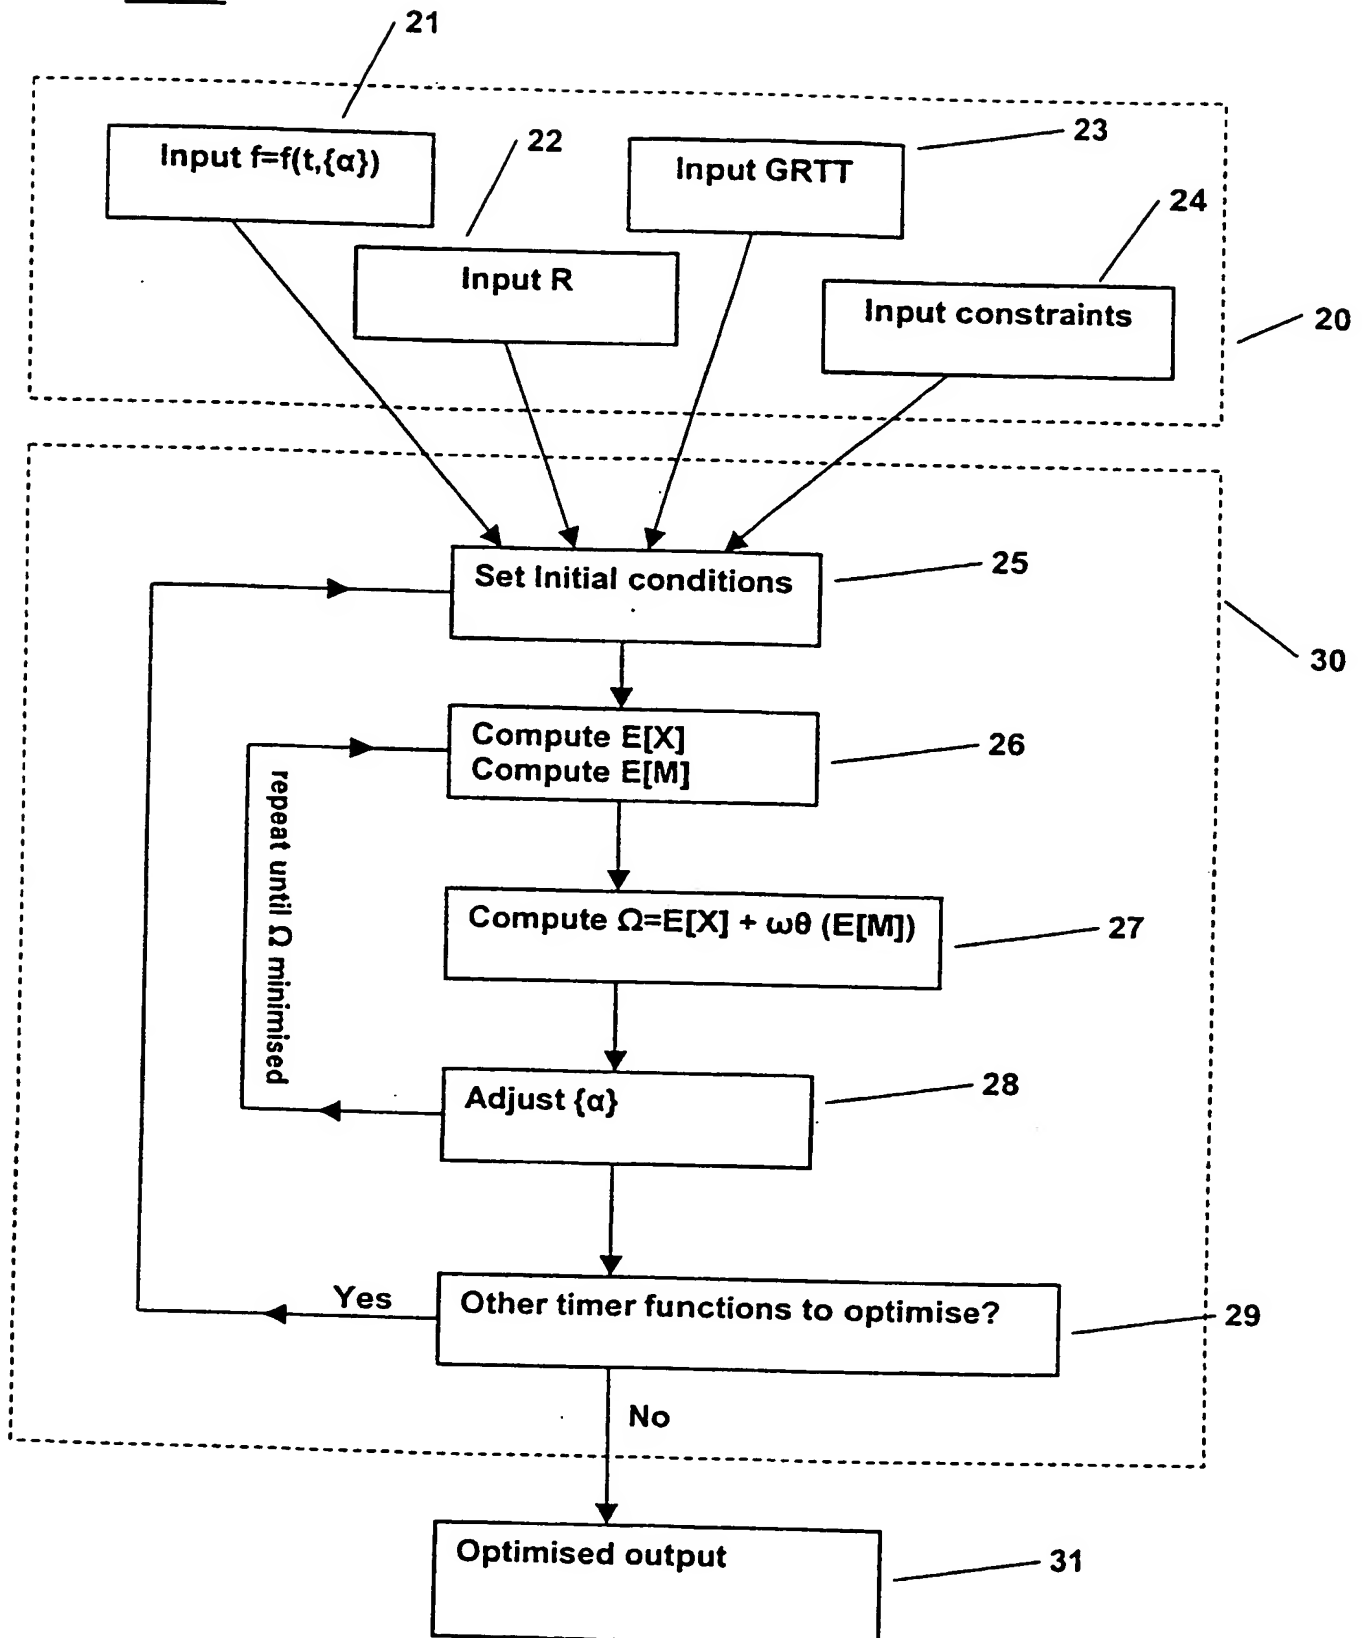 21
Input f=f(t,{α})
22
Input GRTT
23
Input R
24
Input constraints
20
Set Initial conditions
25
30
Compute E[X]
Compute E[M]
26
repeat until Ω minimised
Compute Ω=E[X] + ωθ (E[M])
27
Adjust {α}
28
Yes
Other timer functions to optimise?
29
No
Optimised output
31